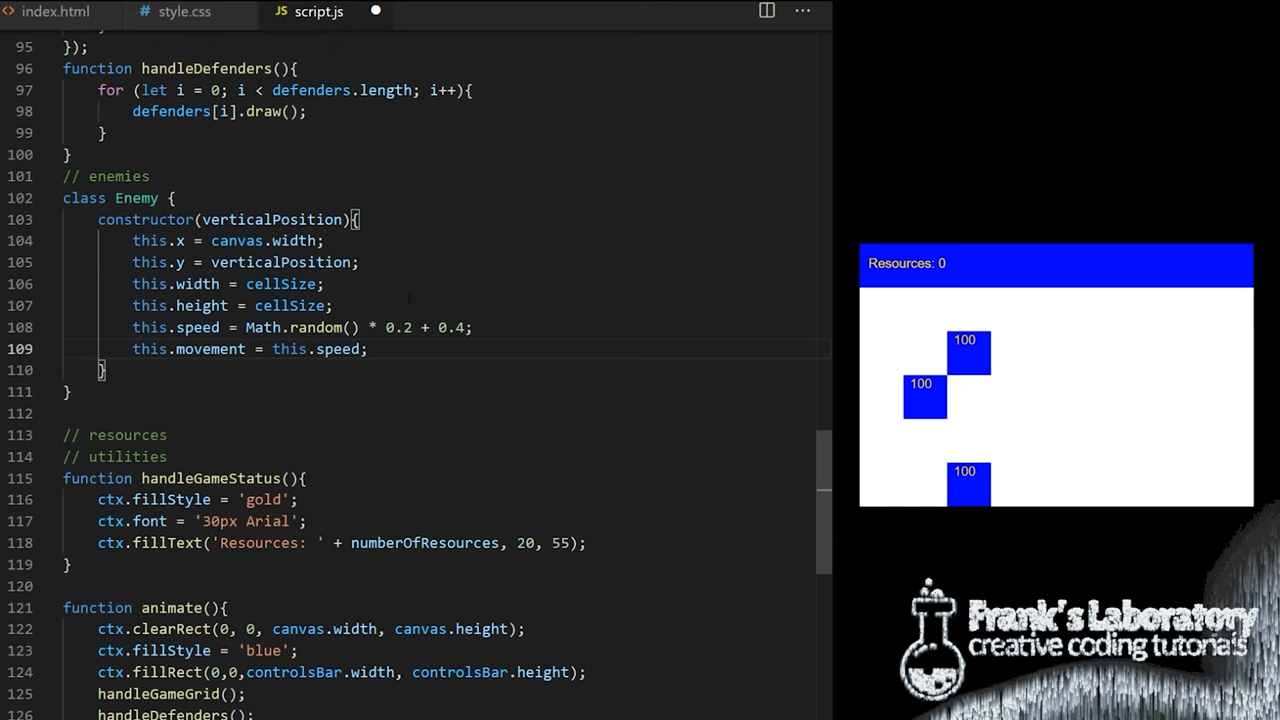 index.html
# style.css
JS script.js
95 });
96 function handleDefenders(){
97 for (let i = 0; i < defenders.length; i++){
98 defenders[i].draw();
99 }
100 }
101 // enemies
102 class Enemy {
103 constructor(verticalPosition){
104 this.x = canvas.width;
105 this.y = verticalPosition;
106 this.width = cellSize;
107 this.height = cellSize;
108 this.speed = Math.random() * 0.2 + 0.4;
109 this.movement = this.speed;
110 }
111 }
112
113 // resources
114 // utilities
115 function handleGameStatus(){
116 ctx.fillStyle = 'gold';
117 ctx.font = '30px Arial';
118 ctx.fillText('Resources: ' + numberOfResources, 20, 55);
119 }
120
121 function animate(){
122 ctx.clearRect(0, 0, canvas.width, canvas.height);
123 ctx.fillStyle = 'blue';
124 ctx.fillRect(0,0,controlsBar.width, controlsBar.height);
125 handleGameGrid();
126 handleDefenders();
Resources: 0
100
100
100
Frank's Laboratory
creative coding tutorials